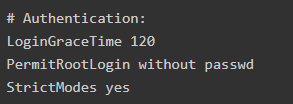 # Authentication:
LoginGraceTime 120
PermitRootLogin without passwd
StrictModes yes